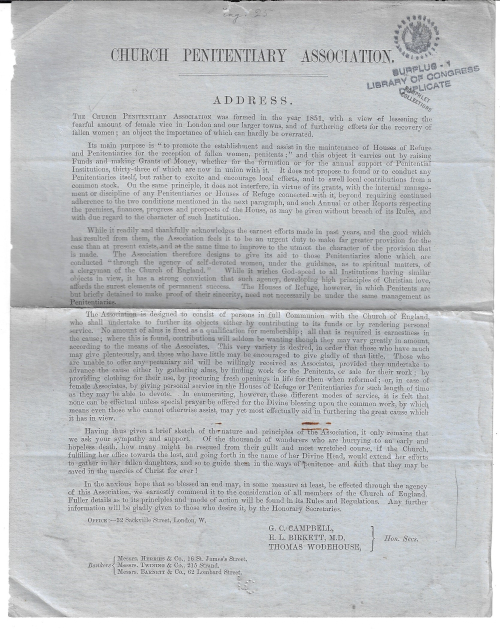 CHURCH PENITENTIARY ASSOCIATION.
SURPLUS - 1
LIBRARY OF CONGRESS
DUPLICATE
ADDRESS.
THE CHURCH PENITENTIARY ASSOCIATION was formed in the year 1851, with a view of lessening the
fearful amount of female vice in London and our larger towns, and of furthering efforts for the recovery of
fallen women; an object the importance of which can hardly be overrated.
Its main purpose is "to promote the establishment and assist in the maintenance of Houses of Refuge
and Penitentiaries for the reception of fallen women, penitents;" and this object it carries out by raising
Funds and making Grants of Money, whether for the formation or for the annual support of Penitential
Institutions, thirty-three of which are now in union with it. It does not propose to found or to conduct any
Penitentiaries itself, but rather to excite and encourage local efforts, and to swell local contributions from a
common stock. On the same principle, it does not interfere, in virtue of its grants, with the internal manage-
ment or discipline of any Penitentiaries or Houses of Refuge connected with it, beyond requiring continued
adherence to the two conditions mentioned in the next paragraph, and such Annual or other Reports respecting
the premises, finances, progress and prospects of the House, as may be given without breach of its Rules, and
with due regard to the character of such Institution.
While it readily and thankfully acknowledges the earnest efforts made in years past, and the good which
has resulted from them, the Association feels it to be an urgent duty to make far greater provision for the
case than at present exists, and at the same time to improve to the utmost the character of the provision that
is made. The Association therefore designs to give its aid to those Penitentiaries alone which are
conducted "through the agency of self-devoted women, under the guidance, as to spiritual matters, of
a clergyman of the Church of England." While it wishes God-speed to all Institutions having similar
objects in view, it has a strong conviction that such agency, developing high principles of Christian love,
affords the surest elements of permanent success. The Houses of Refuge, however, in which Penitents are
but briefly detained to make proof of their sincerity, need not necessarily be under the same management as
Penitentiaries.
The Association is designed to consist of persons in full Communion with the Church of England,
who shall undertake to further its objects either by contributing to its funds or by rendering personal
service. No amount of alms is fixed as a qualification for membership; all that is required is earnestness in
the cause; where this is found, contributions will seldom be wanting though they may vary greatly in amount,
according to the means of the Associates. This very variety is desired, in order that those who have much
may give plenteously, and those who have little may be encouraged to give gladly of that little. Those who
are unable to offer any pecuniary aid will be willingly received as Associates, provided they undertake to
advance the cause either by gathering alms, by finding work for the Penitents, or sale for their work; by
providing clothing for their use, by procuring fresh openings in life for them when reformed; or, in case of
female Associates, by giving personal service in the Houses of Refuge or Penitentiaries for such length of time
as they may be able to devote. In enumerating, however, these different modes of service, it is felt that
none can be effectual unless special prayer be offered for the Divine blessing upon the common work, by which
means even those who cannot otherwise assist, may yet most effectually aid in furthering the great cause which
it has in view.
Having thus given a brief sketch of the nature and principles of the Association, it only remains that
we ask your sympathy and support. Of the thousands of wanderers who are hurrying to an early and
hopeless death, how many might be rescued from their guilt and most wretched course, if the Church,
fulfilling her office towards the lost, and going forth in the name of her Divine Head, would extend her efforts
to gather in her fallen daughters, and so to guide them in the ways of penitence and faith that they may be
saved in the mercies of Christ for ever!
In the anxious hope that so blessed an end may, in some measure at least, be effected through the agency
of this Association, we earnestly commend it to the consideration of all members of the Church of England.
Fuller details as to its principles and mode of action will be found in its Rules and Regulations. Any further
information will be gladly given to those who desire it, by the Honorary Secretaries.
OFFICE:—32 Sackville Street, London, W.
G. C. CAMPBELL,
E. L. BIRKETT, M.D.
THOMAS WODEHOUSE,
Hon. Secs.
Bankers
MESSRS. HERRIES & CO., 16 St. James's Street.
MESSRS. TWINING & CO., 215 Strand.
MESSRS. BARNETT & CO., 62 Lombard Street.